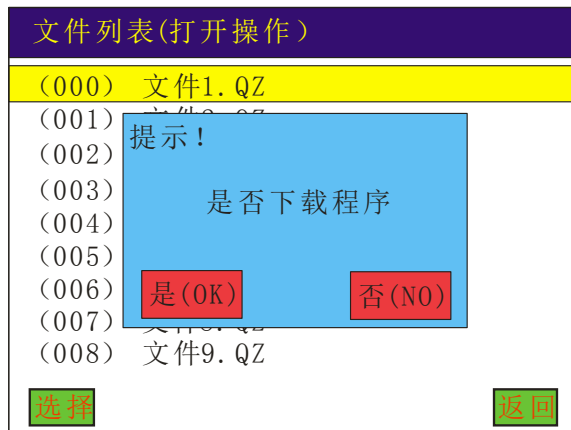 文件列表(打开操作）
(000) 文件1.QZ
(001)
(002)
(003)
(004)
(005)
(006)
(007)
(008) 文件9.QZ
提示!
是否下载程序
是(OK)
否(NO)
选择
返回